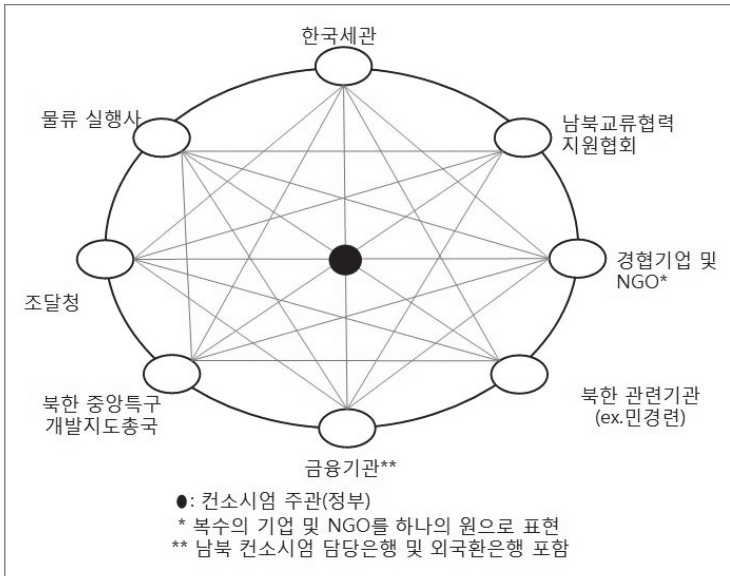 한국세관
물류 실행사
남북교류협력
지원협회
경협기업 및
NGO*
조달청
북한 중앙특구
개발지도총국
북한 관련기관
(ex.민경련)
금융기관**
●: 컨소시엄 주관(정부)
* 복수의 기업 및 NGO를 하나의 원으로 표현
** 남북 컨소시엄 담당은행 및 외국환은행 포함